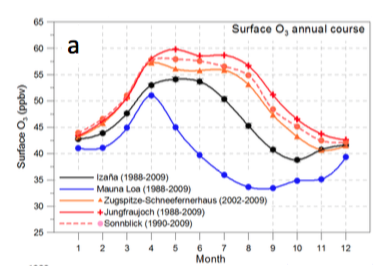 Surface O₃ annual course
a
65
60
55
50
45
40
35
30
25
Surface O₃ (ppbv)
Izaña (1988-2009)
Mauna Loa (1988-2009)
Zugspitze-Schneefernerhaus (2002-2009)
Jungfraujoch (1988-2009)
Sonnblick (1990-2009)
1 2 3 4 5 6 7 8 9 10 11 12
Month